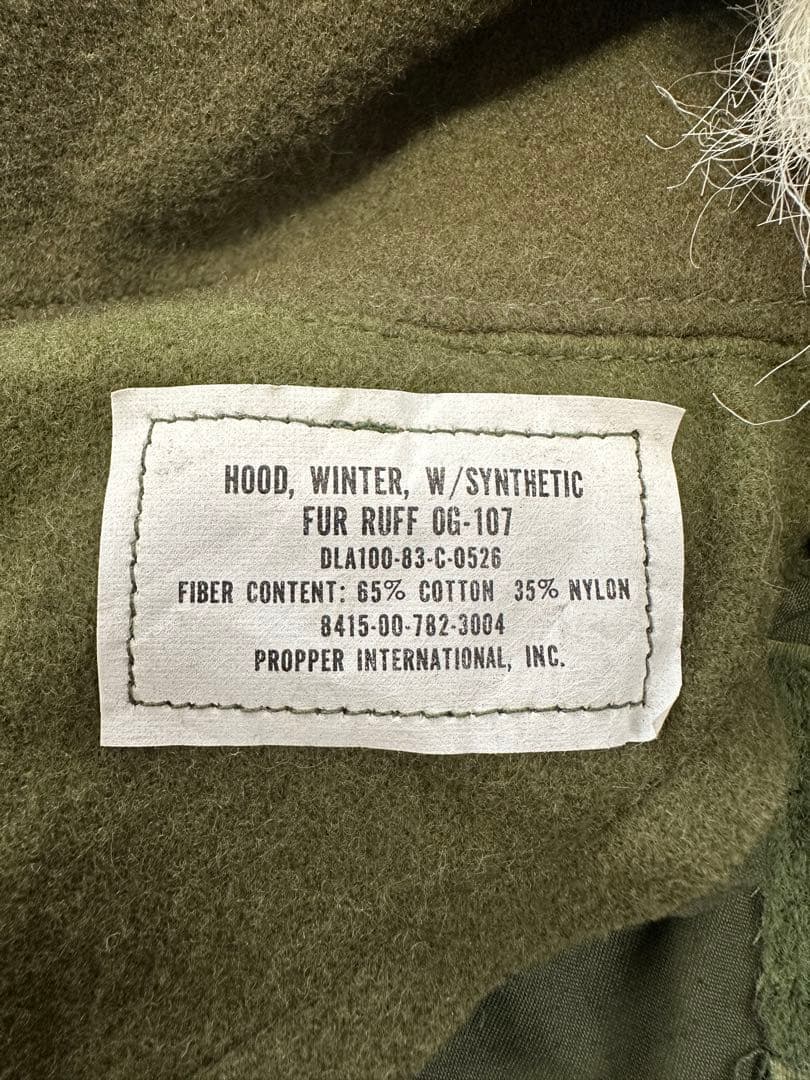 HOOD, WINTER, W/SYNTHETIC
FUR RUFF OG-107
DLA100-83-C-0526
FIBER CONTENT: 65% COTTON 35% NYLON
8415-00-782-3004
PROPPER INTERNATIONAL, INC.